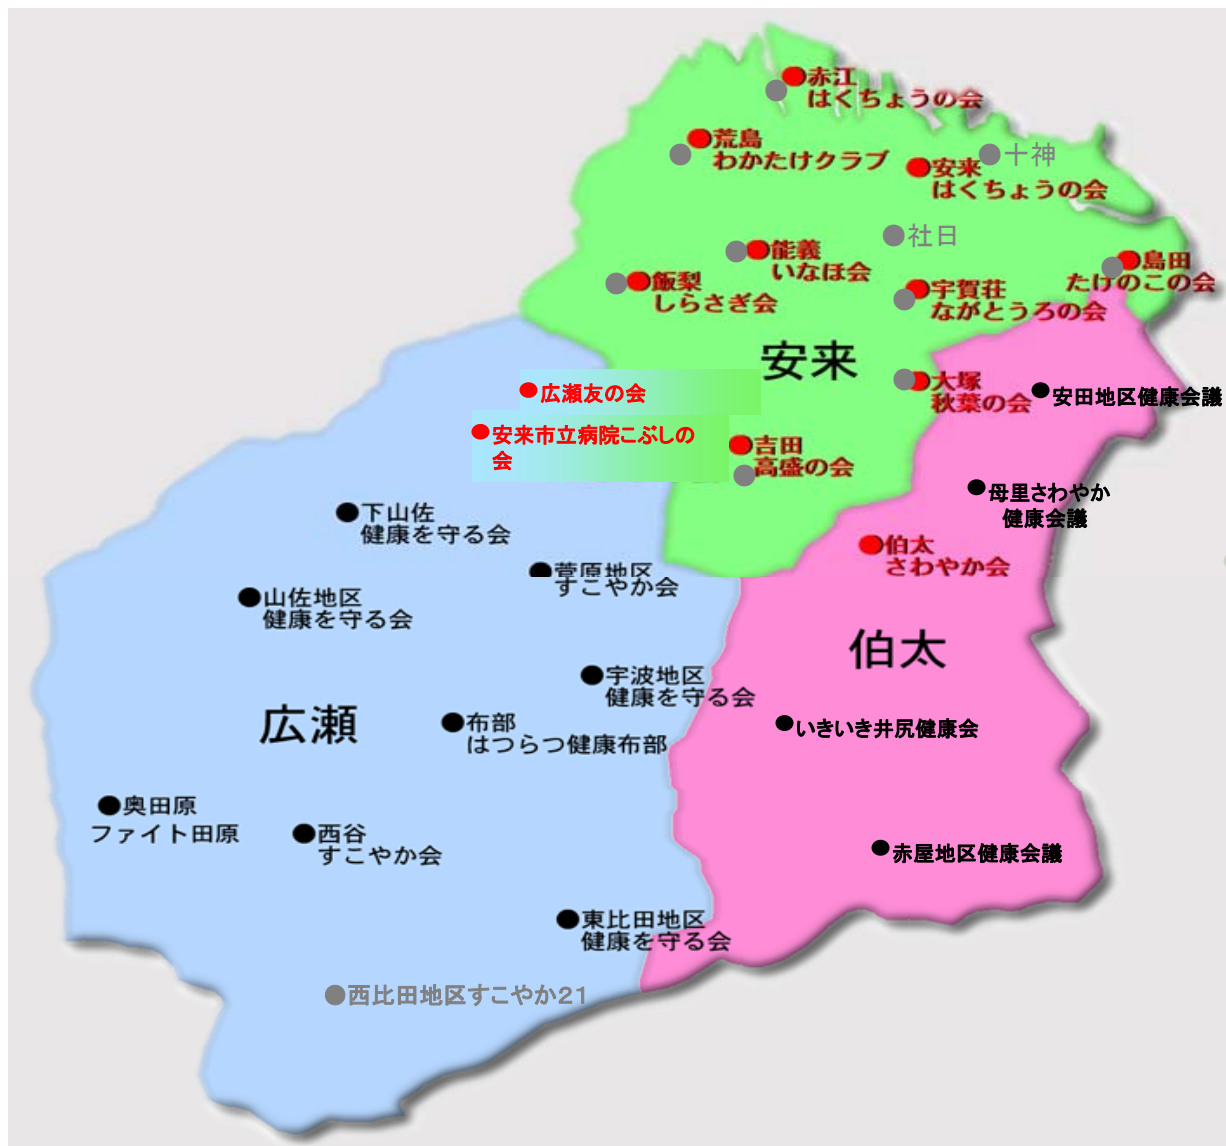 赤江
はくちょうの会
荒島
わかたけクラブ
十神
安来
はくちょうの会
社日
能義
いなほ会
島田
たけのこの会
飯梨
しらさぎ会
宇賀荘
ながとうろの会
安来
大塚
秋葉の会
安田地区健康会議
広瀬友の会
安来市立病院こぶしの
会
吉田
高盛の会
母里さわやか
健康会議
下山佐
健康を守る会
伯太
さわやか会
菅原地区
すこやか会
山佐地区
健康を守る会
伯太
宇波地区
健康を守る会
広瀬
布部
はつらつ健康布部
いきいき井尻健康会
奥田原
ファイト田原
西谷
すこやか会
赤屋地区健康会議
東比田地区
健康を守る会
西比田地区すこやか21